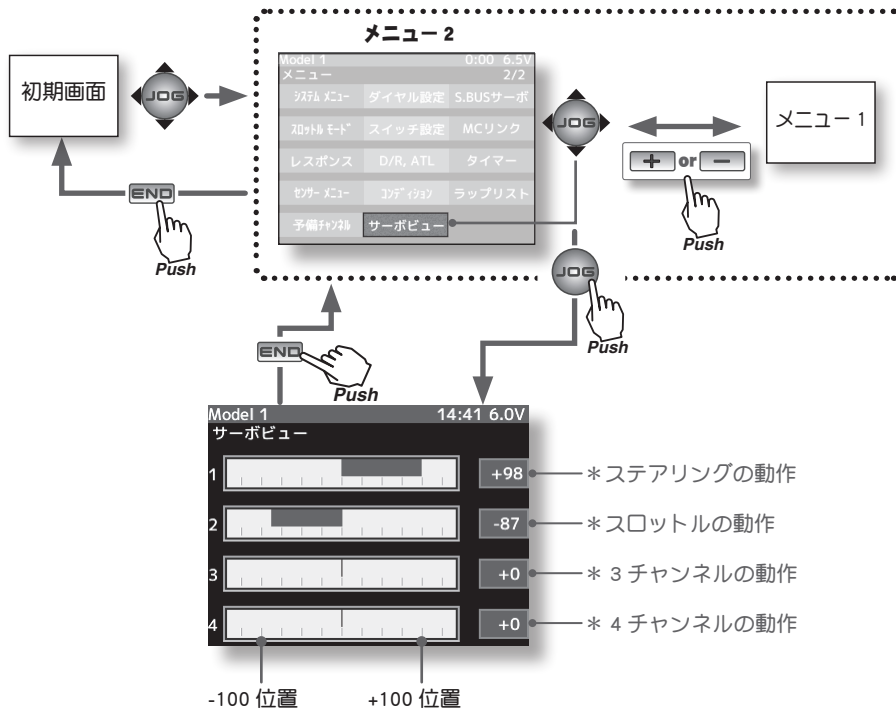 メニュー 2
初期画面
JOG
Model 1 0:00 6.5V
メニュー 2/2
ｼｽﾃﾑ ﾒﾆｭｰ ダイヤル設定 S.BUSサーボ
ｽﾛｯﾄﾙ ﾓｰﾄﾞ スイッチ設定 MCリンク
レスポンス D/R, ATL タイマー
ｾﾝｻｰ ﾒﾆｭｰ ｺﾝﾃﾞｨｼｮﾝ ラップリスト
予備ﾁｬﾝﾈﾙ サーボビュー
JOG
+ or −
Push
メニュー 1
END
Push
JOG
Push
END
Push
Model 1 14:41 6.0V
サーボビュー
1 +98 ＊ステアリングの動作
2 -87 ＊スロットルの動作
3 +0 ＊ 3 チャンネルの動作
4 +0 ＊ 4 チャンネルの動作
-100 位置 +100 位置